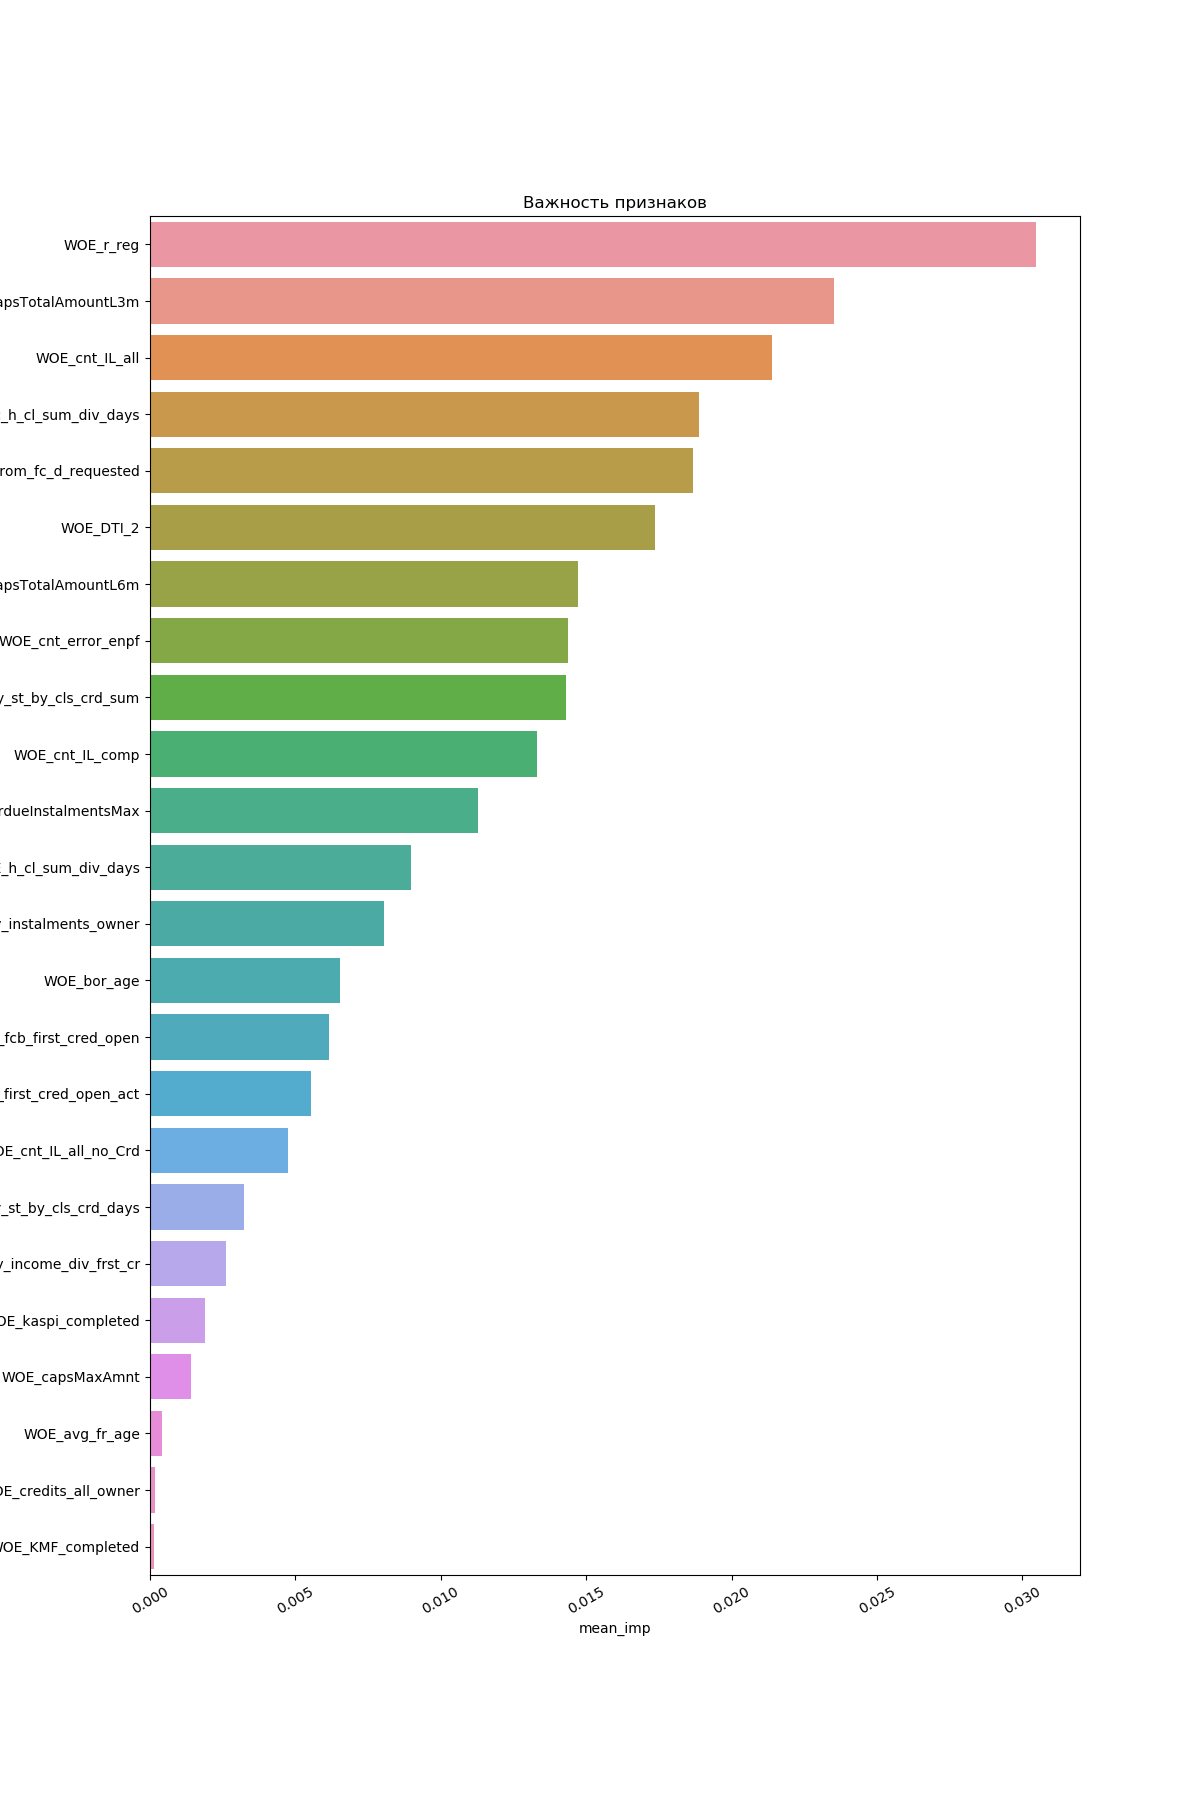 Важность признаков
WOE_r_reg
apsTotalAmountL3m
WOE_cnt_IL_all
_h_cl_sum_div_days
rom_fc_d_requested
WOE_DTI_2
apsTotalAmountL6m
WOE_cnt_error_enpf
_st_by_cls_crd_sum
WOE_cnt_IL_comp
rdueInstalmentsMax
_h_cl_sum_div_days
_instalments_owner
WOE_bor_age
_fcb_first_cred_open
_first_cred_open_act
OE_cnt_IL_all_no_Crd
_st_by_cls_crd_days
_income_div_frst_cr
OE_kaspi_completed
WOE_capsMaxAmnt
WOE_avg_fr_age
OE_credits_all_owner
WOE_KMF_completed
0.000 0.005 0.010 0.015 0.020 0.025 0.030
mean_imp